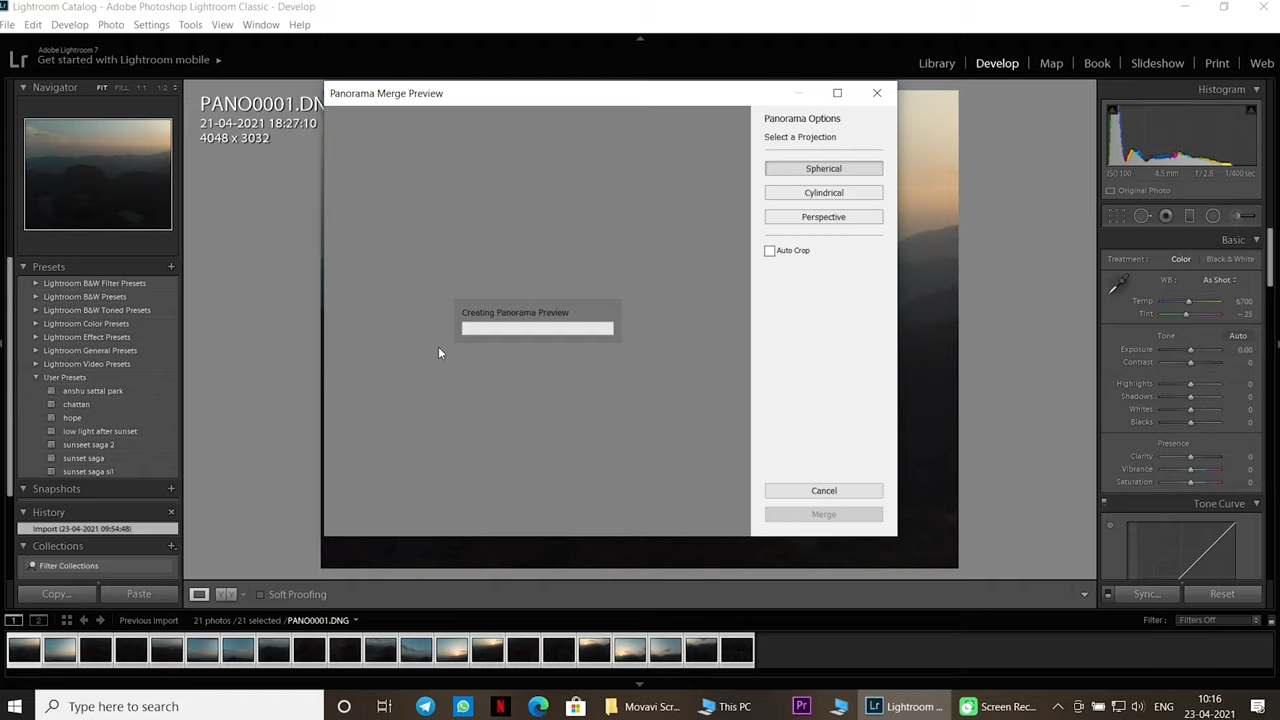 Lightroom Catalog - Adobe Photoshop Lightroom Classic - Develop
File Edit Develop Photo Settings Tools View Window Help
Lr Adobe Lightroom 7
Get started with Lightroom mobile
Library Develop Map Book Slideshow Print Web
Navigator FIT FILL 1:1 1:2
PANO0001.DN
21-04-2021 18:27:10
4048 x 3032
Panorama Merge Preview
Panorama Options
Select a Projection
Spherical
Cylindrical
Perspective
Auto Crop
Creating Panorama Preview
Cancel
Merge
Presets
Lightroom B&W Filter Presets
Lightroom B&W Presets
Lightroom B&W Toned Presets
Lightroom Color Presets
Lightroom Effect Presets
Lightroom General Presets
Lightroom Video Presets
User Presets
anshu sattal park
chattan
hope
low light after sunset
sunseet saga 2
sunset saga
sunset saga sil
Snapshots
History
Import (23-04-2021 09:54:48)
Collections
Filter Collections
Copy... Paste
Soft Proofing
Histogram
ISO 100 4.5 mm f / 2.8 1/400 sec
Original Photo
Basic
Treatment : Color Black & White
WB : As Shot
Temp 6700
Tint - 25
Tone Auto
Exposure 0.00
Contrast 0
Highlights 0
Shadows 0
Whites 0
Blacks 0
Presence
Clarity 0
Vibrance 0
Saturation 0
Tone Curve
Sync... Reset
1 2 Previous Import 21 photos /21 selected /PANO0001.DNG
Filter : Filters Off
Type here to search
Movavi Scr...
This PC
Pr
Lr Lightroom ...
Screen Rec...
ENG
10:16
23-04-2021